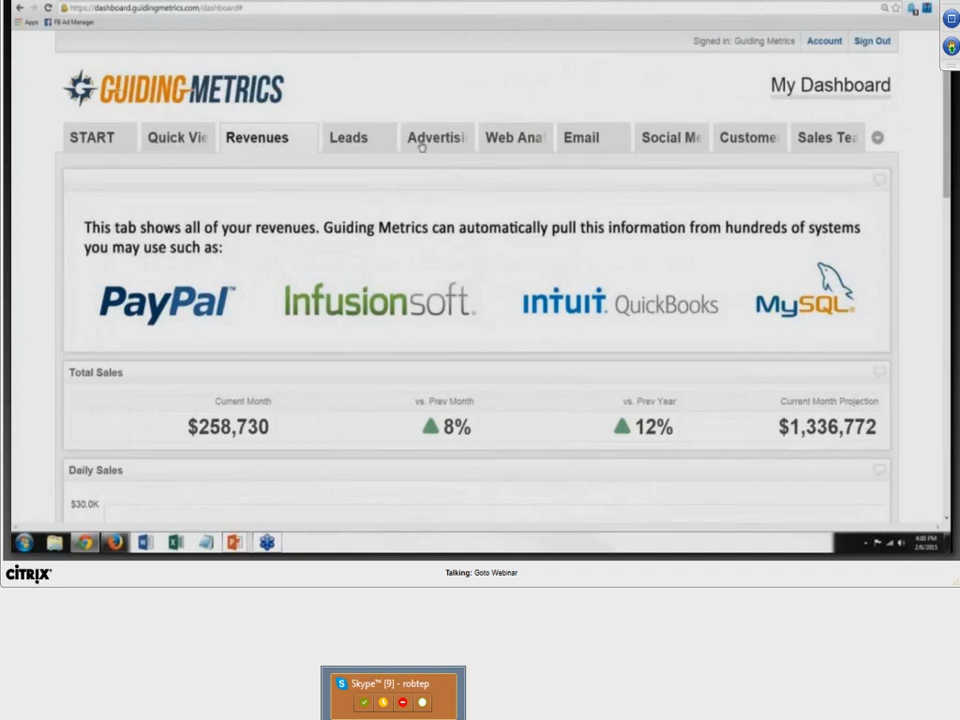 https://dashboard.guidingmetrics.com/dashboard#
Apps FB Ad Manager
Signed in: Guiding Metrics Account Sign Out
GUIDING METRICS
My Dashboard
START Quick Vie Revenues Leads Advertisi Web Ana Email Social Me Custome Sales Tea
This tab shows all of your revenues. Guiding Metrics can automatically pull this information from hundreds of systems
you may use such as:
PayPal™ Infusionsoft. intuit. QuickBooks MySQL.
Total Sales
Current Month vs. Prev Month vs. Prev Year Current Month Projection
$258,730 8% 12% $1,336,772
Daily Sales
$30.0K
4:08 PM
2/6/2015
CITRIX®
Talking: Goto Webinar
Skype™ [9] - robtep